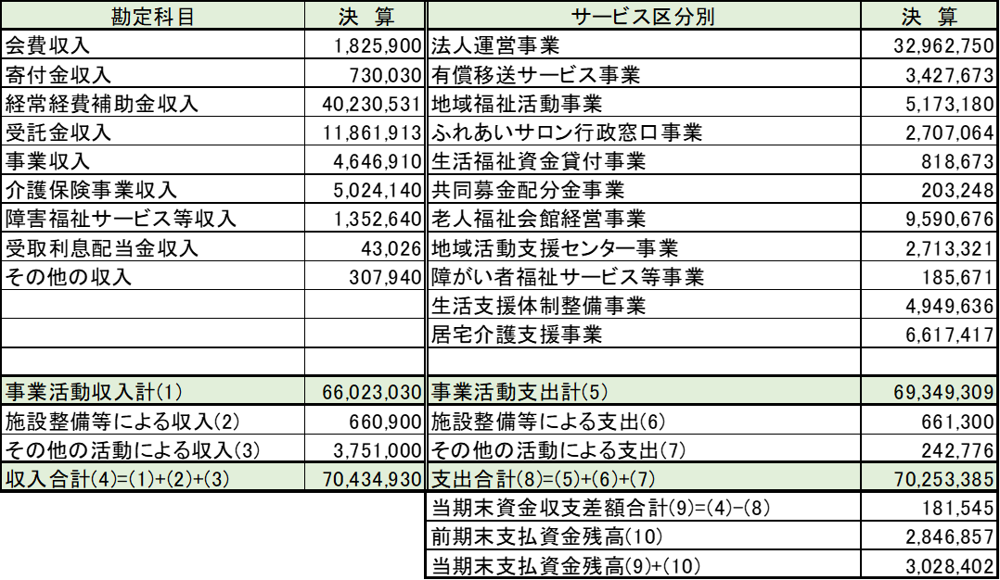 勘定科目 決 算 サービス区分別 決 算
会費収入 1,825,900 法人運営事業 32,962,750
寄付金収入 730,030 有償移送サービス事業 3,427,673
経常経費補助金収入 40,230,531 地域福祉活動事業 5,173,180
受託金収入 11,861,913 ふれあいサロン行政窓口事業 2,707,064
事業収入 4,646,910 生活福祉資金貸付事業 818,673
介護保険事業収入 5,024,140 共同募金配分金事業 203,248
障害福祉サービス等収入 1,352,640 老人福祉会館経営事業 9,590,676
受取利息配当金収入 43,026 地域活動支援センター事業 2,713,321
その他の収入 307,940 障がい者福祉サービス等事業 185,671
生活支援体制整備事業 4,949,636
居宅介護支援事業 6,617,417
事業活動収入計(1) 66,023,030 事業活動支出計(5) 69,349,309
施設整備等による収入(2) 660,900 施設整備等による支出(6) 661,300
その他の活動による収入(3) 3,751,000 その他の活動による支出(7) 242,776
収入合計(4)=(1)+(2)+(3) 70,434,930 支出合計(8)=(5)+(6)+(7) 70,253,385
当期末資金収支差額合計(9)=(4)-(8) 181,545
前期末支払資金残高(10) 2,846,857
当期末支払資金残高(9)+(10) 3,028,402